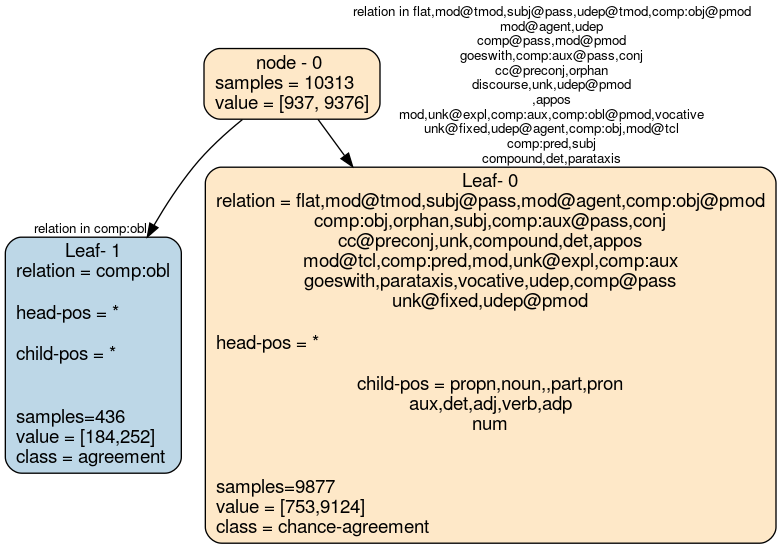 relation in flat,mod@tmod,subj@pass,udep@tmod,comp:obj@pmod
mod@agent,udep
comp@pass,mod@pmod
goeswith,comp:aux@pass,conj
cc@preconj,orphan
discourse,unk,udep@pmod
,appos
mod,unk@expl,comp:aux,comp:obl@pmod,vocative
unk@fixed,udep@agent,comp:obj,mod@tcl
comp:pred,subj
compound,det,parataxis
node - 0
samples = 10313
value = [937, 9376]
relation in comp:obl
Leaf- 1
relation = comp:obl
head-pos = *
child-pos = *
samples=436
value = [184,252]
class = agreement
Leaf- 0
relation = flat,mod@tmod,subj@pass,mod@agent,comp:obj@pmod
comp:obj,orphan,subj,comp:aux@pass,conj
cc@preconj,unk,compound,det,appos
mod@tcl,comp:pred,mod,unk@expl,comp:aux
goeswith,parataxis,vocative,udep,comp@pass
unk@fixed,udep@pmod
head-pos = *
child-pos = propn,noun,,part,pron
aux,det,adj,verb,adp
num
samples=9877
value = [753,9124]
class = chance-agreement